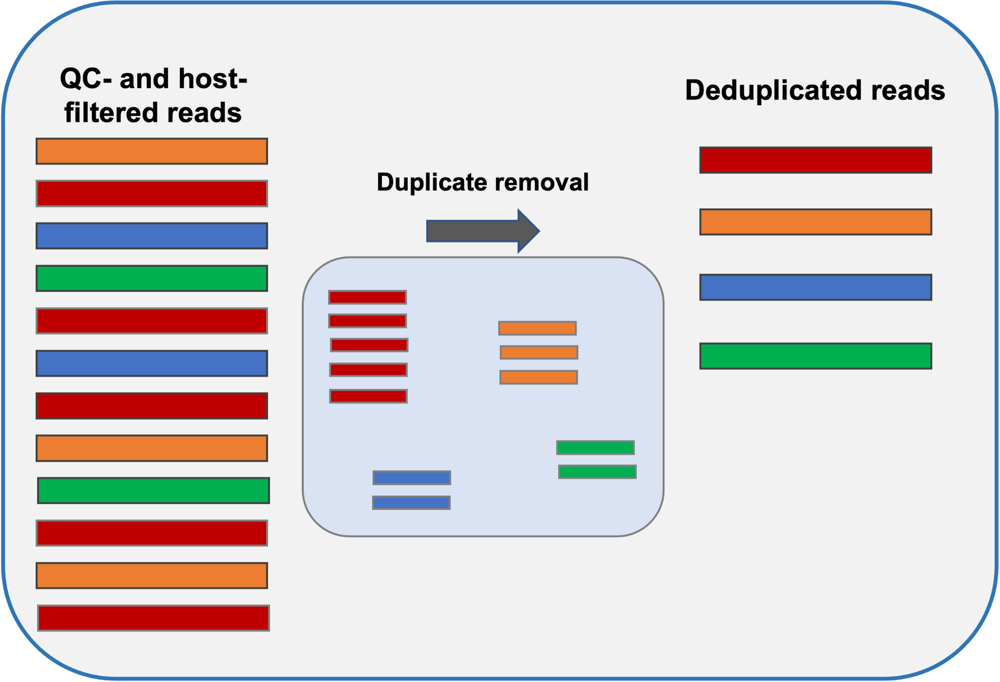 QC- and host-
filtered reads
Duplicate removal
Deduplicated reads